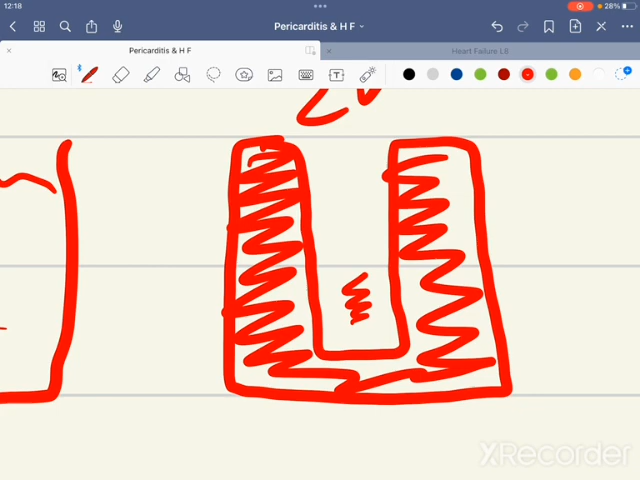 12:18
28%
Pericarditis & H F
Pericarditis & H F
Heart Failure L8
XRecorder